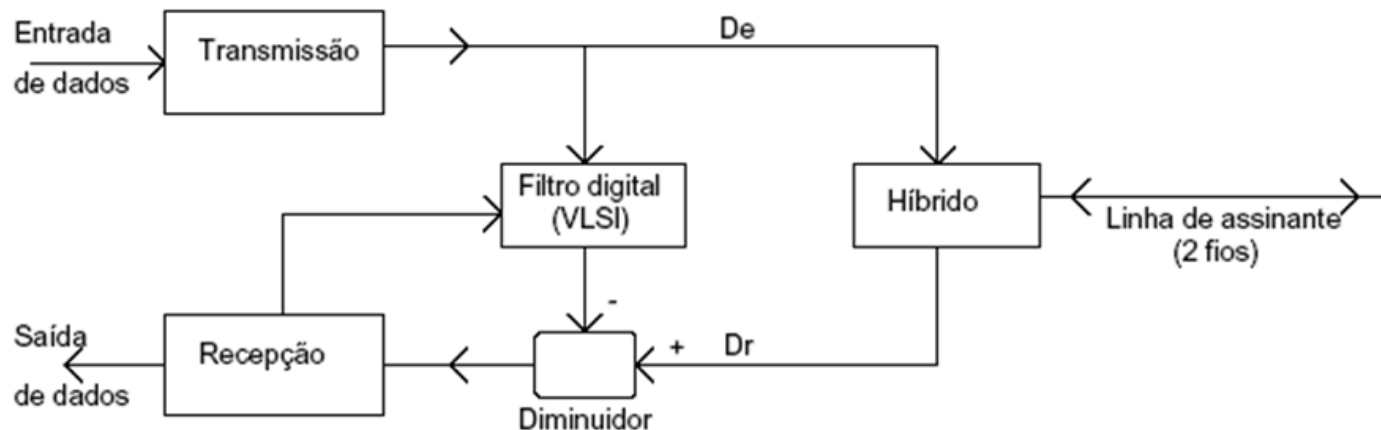 Entrada
de dados
Transmissão
De
Filtro digital
(VLSI)
Híbrido
Linha de assinante
(2 fios)
-
+
Dr
Saída
de dados
Recepção
Diminuidor